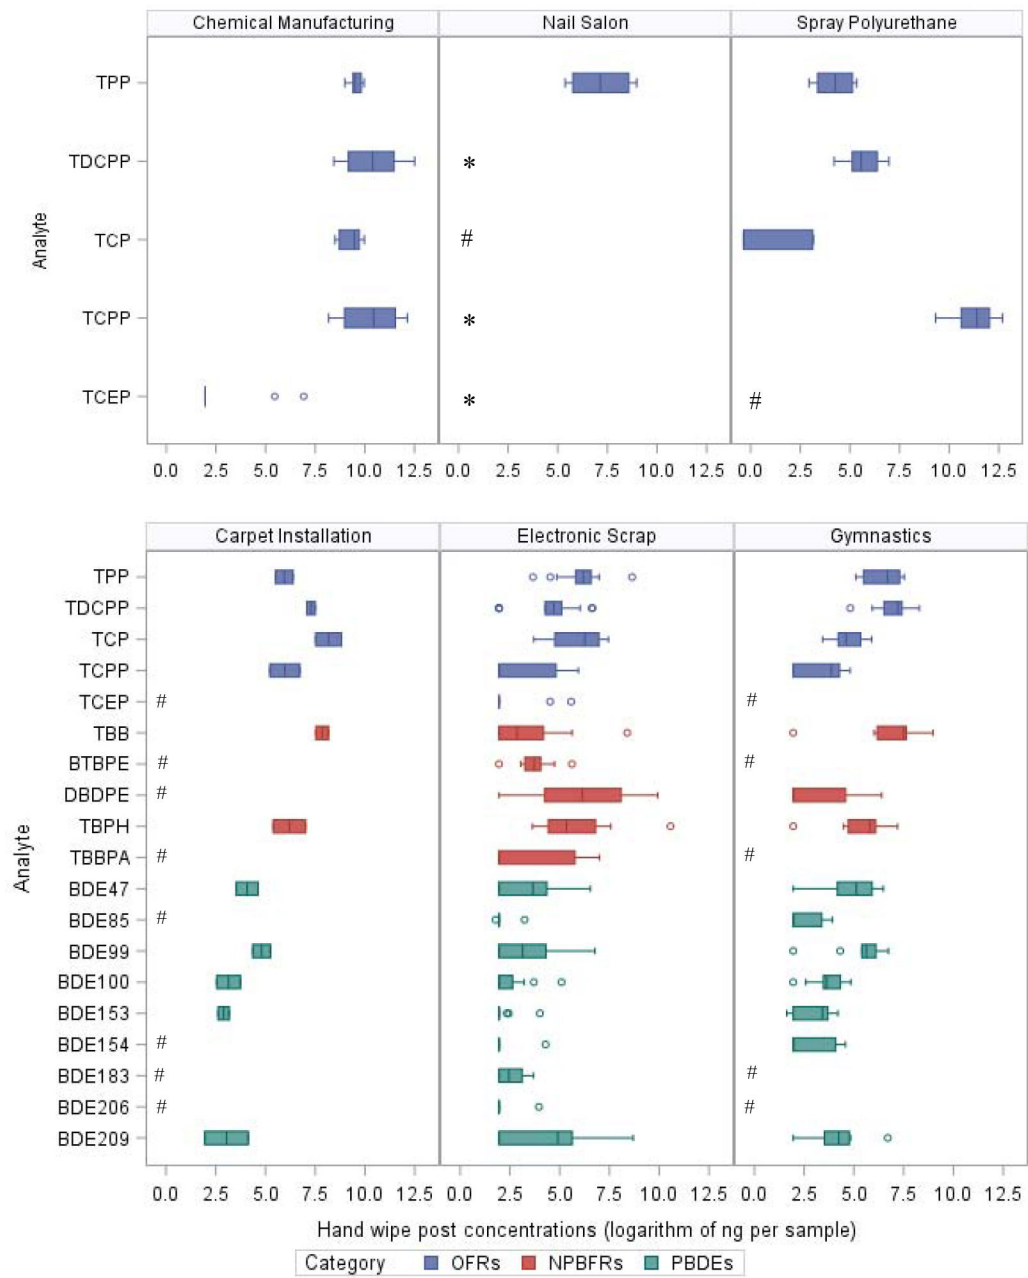 Chemical Manufacturing Nail Salon Spray Polyurethane
TPP
TDCPP *
TCP #
TCPP *
TCEP * #
Analyte
0.0 2.5 5.0 7.5 10.0 12.5 0.0 2.5 5.0 7.5 10.0 12.5 0.0 2.5 5.0 7.5 10.0 12.5
Carpet Installation Electronic Scrap Gymnastics
TPP
TDCPP
TCP
TCPP
TCEP # #
TBB
BTBPE # #
DBDPE #
TBPH
TBBPA # #
BDE47
BDE85 #
BDE99
BDE100
BDE153
BDE154 #
BDE183 # #
BDE206 # #
BDE209
Analyte
0.0 2.5 5.0 7.5 10.0 12.5 0.0 2.5 5.0 7.5 10.0 12.5 0.0 2.5 5.0 7.5 10.0 12.5
Hand wipe post concentrations (logarithm of ng per sample)
Category OFRs NPBFRs PBDEs